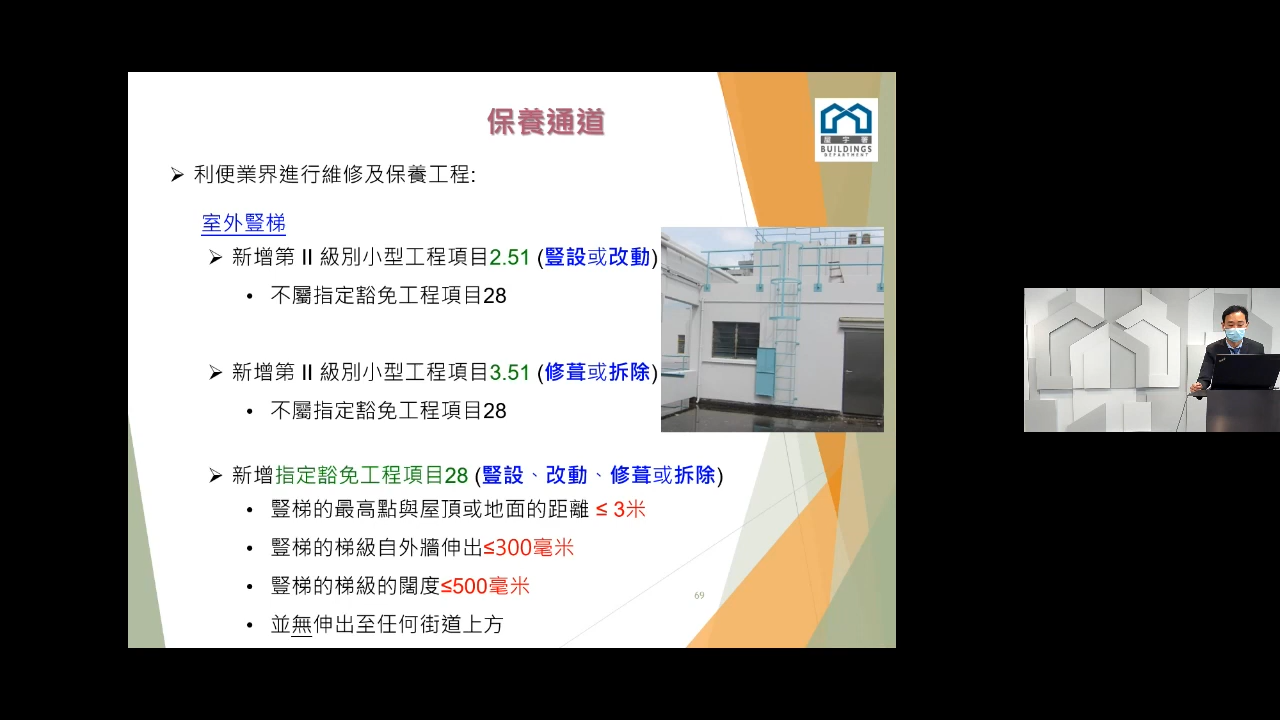 保養通道
屋宇署
BUILDINGS
DEPARTMENT
➢ 利便業界進行維修及保養工程:
室外豎梯
➢ 新增第 II 級別小型工程項目2.51 (豎設或改動)
• 不屬指定豁免工程項目28
➢ 新增第 II 級別小型工程項目3.51 (修葺或拆除)
• 不屬指定豁免工程項目28
➢ 新增指定豁免工程項目28 (豎設、改動、修葺或拆除)
• 豎梯的最高點與屋頂或地面的距離 ≤ 3米
• 豎梯的梯級自外牆伸出≤300毫米
• 豎梯的梯級的闊度≤500毫米
• 並無伸出至任何街道上方
69